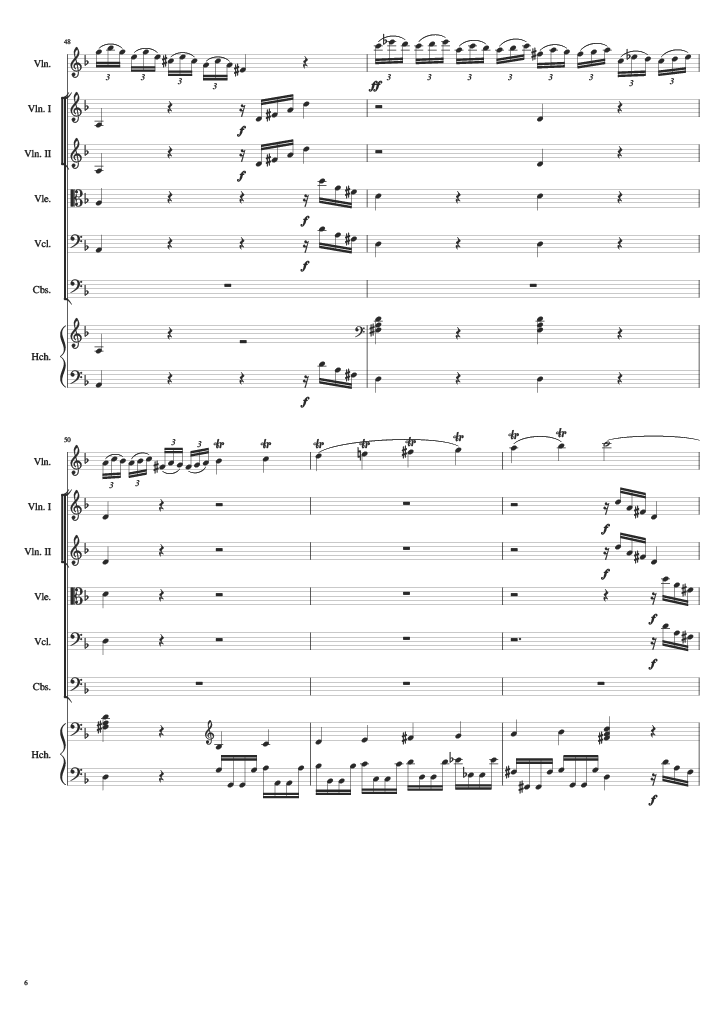 48
Vln.
3 3 3 3 3 3 3 3 3 3 3 3
ff
Vln. I
f
Vln. II
f
Vle.
f
Vcl.
f
Cbs.
Hch.
f
50
tr tr tr tr tr tr tr tr
3 3
Vln.
3 3
Vln. I
f
Vln. II
f
Vle.
f
Vcl.
f
Cbs.
Hch.
f
6